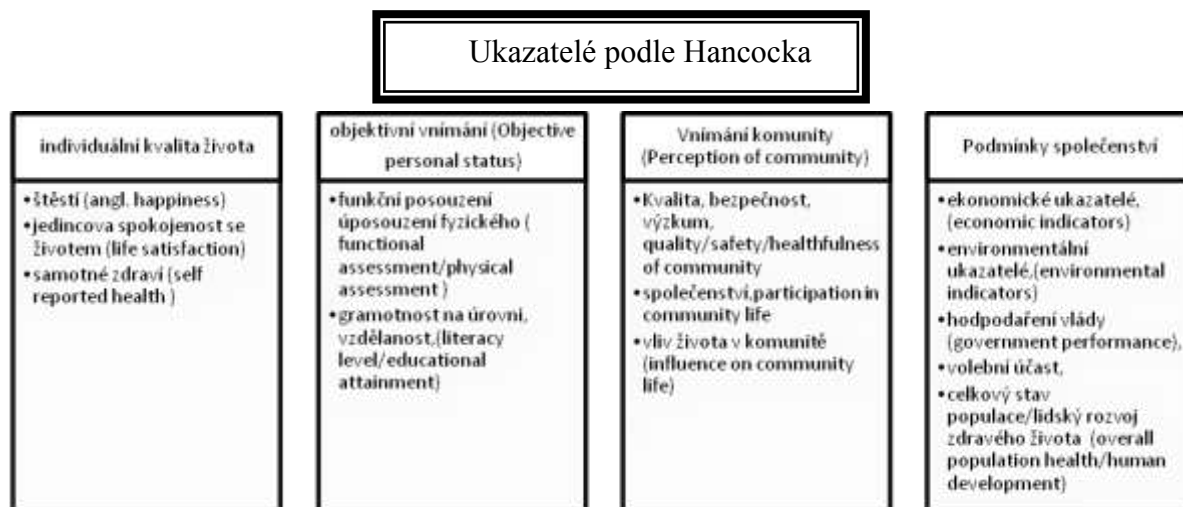 Ukazatelé podle Hancocka
individuální kvalita života
• štěstí (angl. happiness)
• jedincova spokojenost se
životem (life satisfaction)
• samotné zdraví (self
reported health )
objektivní vnímání (Objective
personal status)
• funkční posouzení
úposouzení fyzického (
functional
assessment/physical
assessment )
• gramotnost na úrovni,
vzdělanost,(literacy
level/educational
attainment)
Vnímání komunity
(Perception of community)
• Kvalita, bezpečnost,
výzkum,
quality/safety/healthfulness
of community
• společenství,participation in
community life
• vliv života v komunitě
(influence on community
life)
Podmínky společenství
• ekonomické ukazatelé,
(economic indicators)
• environmentální
ukazatelé,(environmental
indicators)
• hodpodaření vlády
(government performance),
• volební účast,
• celkový stav
populace/lidský rozvoj
zdravého života (overall
population health/human
development)